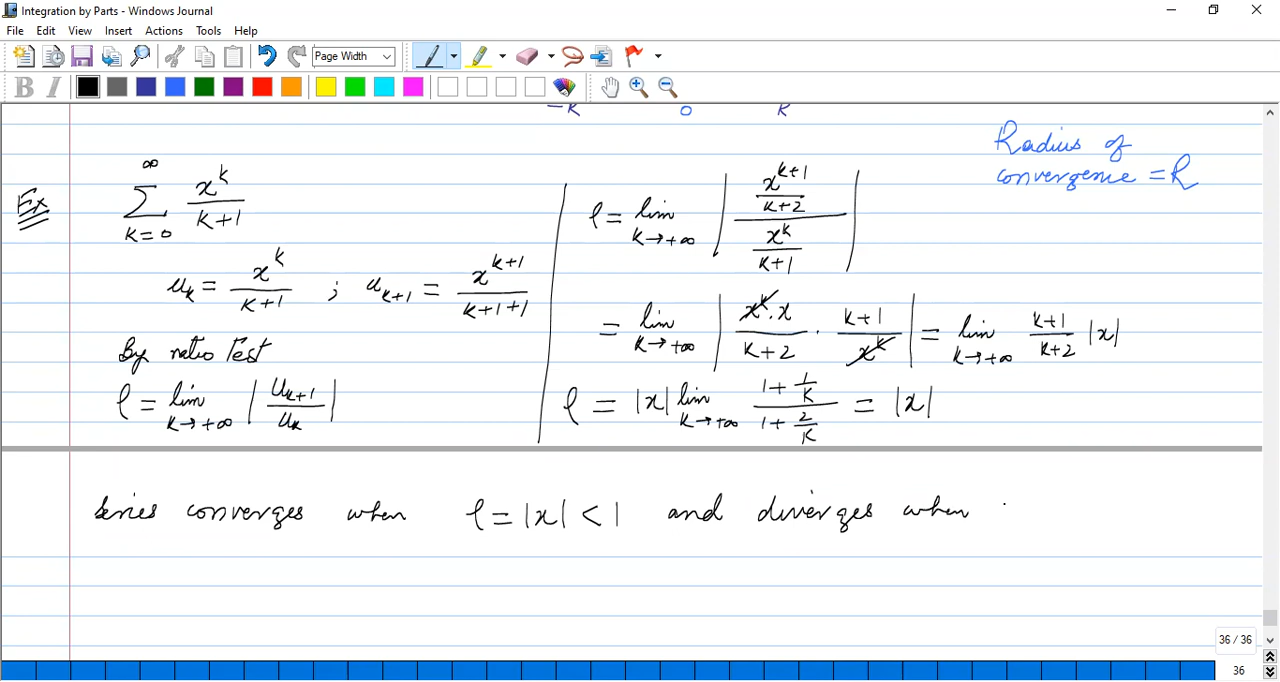 Integration by Parts - Windows Journal
File Edit View Insert Actions Tools Help
Page Width
B I
-K 0 K
Radius of
convergence = R
Ex
∞
∑ x^k / (k+1)
k=0
u_k = x^k / (k+1) ; u_{k+1} = x^{k+1} / (k+1+1)
By ratio Test
ρ = lim_{k→+∞} | u_{k+1} / u_k |
ρ = lim_{k→+∞} | (x^{k+1} / (k+2)) / (x^k / (k+1)) |
= lim_{k→+∞} | (x^k · x) / (k+2) · (k+1) / x^k | = lim_{k→+∞} (k+1)/(k+2) |x|
ρ = |x| lim_{k→+∞} (1 + 1/k) / (1 + 2/k) = |x|
series converges when ρ = |x| < 1 and diverges when
36 / 36
36